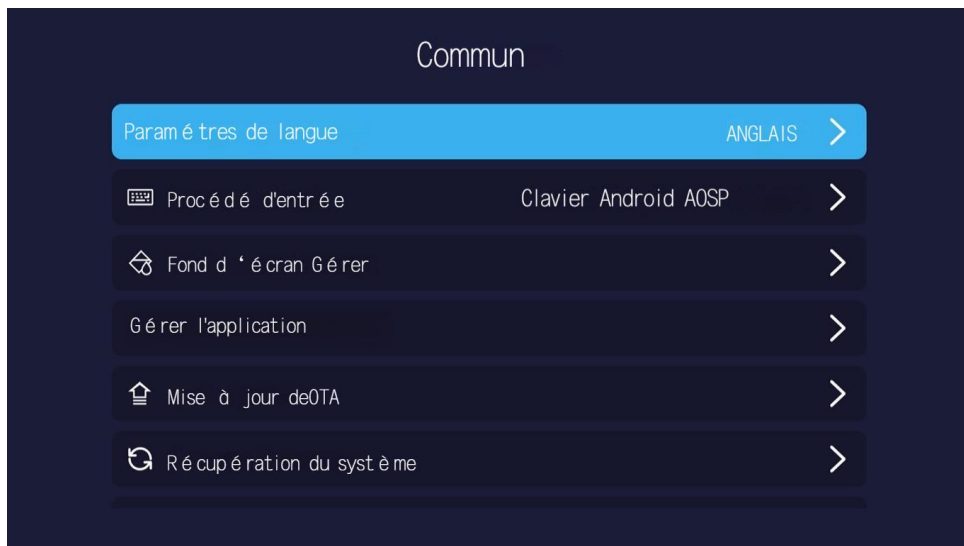 Commun
Paramétres de langue ANGLAIS
Procédé d'entrée Clavier Android AOSP
Fond d‘écran Gérer
Gérer l'application
Mise à jour deOTA
Récupération du système